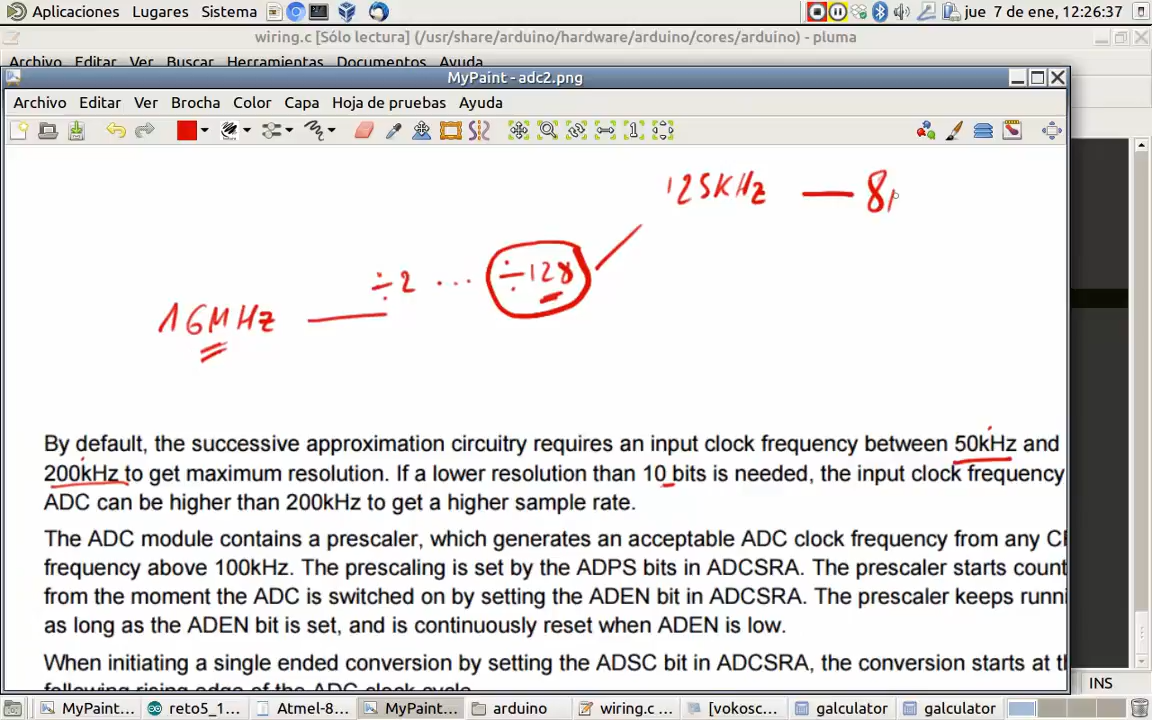 Aplicaciones Lugares Sistema jue 7 de ene, 12:26:37
wiring.c [Sólo lectura] (/usr/share/arduino/hardware/arduino/cores/arduino) - pluma
Archivo Editar Ver Buscar Herramientas Documentos Ayuda
MyPaint - adc2.png
Archivo Editar Ver Brocha Color Capa Hoja de pruebas Ayuda
125KHz — 8
÷2 ... ÷128
16MHz
By default, the successive approximation circuitry requires an input clock frequency between 50kHz and
200kHz to get maximum resolution. If a lower resolution than 10 bits is needed, the input clock frequency
ADC can be higher than 200kHz to get a higher sample rate.
The ADC module contains a prescaler, which generates an acceptable ADC clock frequency from any C
frequency above 100kHz. The prescaling is set by the ADPS bits in ADCSRA. The prescaler starts count
from the moment the ADC is switched on by setting the ADEN bit in ADCSRA. The prescaler keeps runni
as long as the ADEN bit is set, and is continuously reset when ADEN is low.
When initiating a single ended conversion by setting the ADSC bit in ADCSRA, the conversion starts at th
following rising edge of the ADC clock cycle
INS
MyPaint... reto5_1... Atmel-8... MyPaint... arduino wiring.c ... [vokosc... galculator galculator